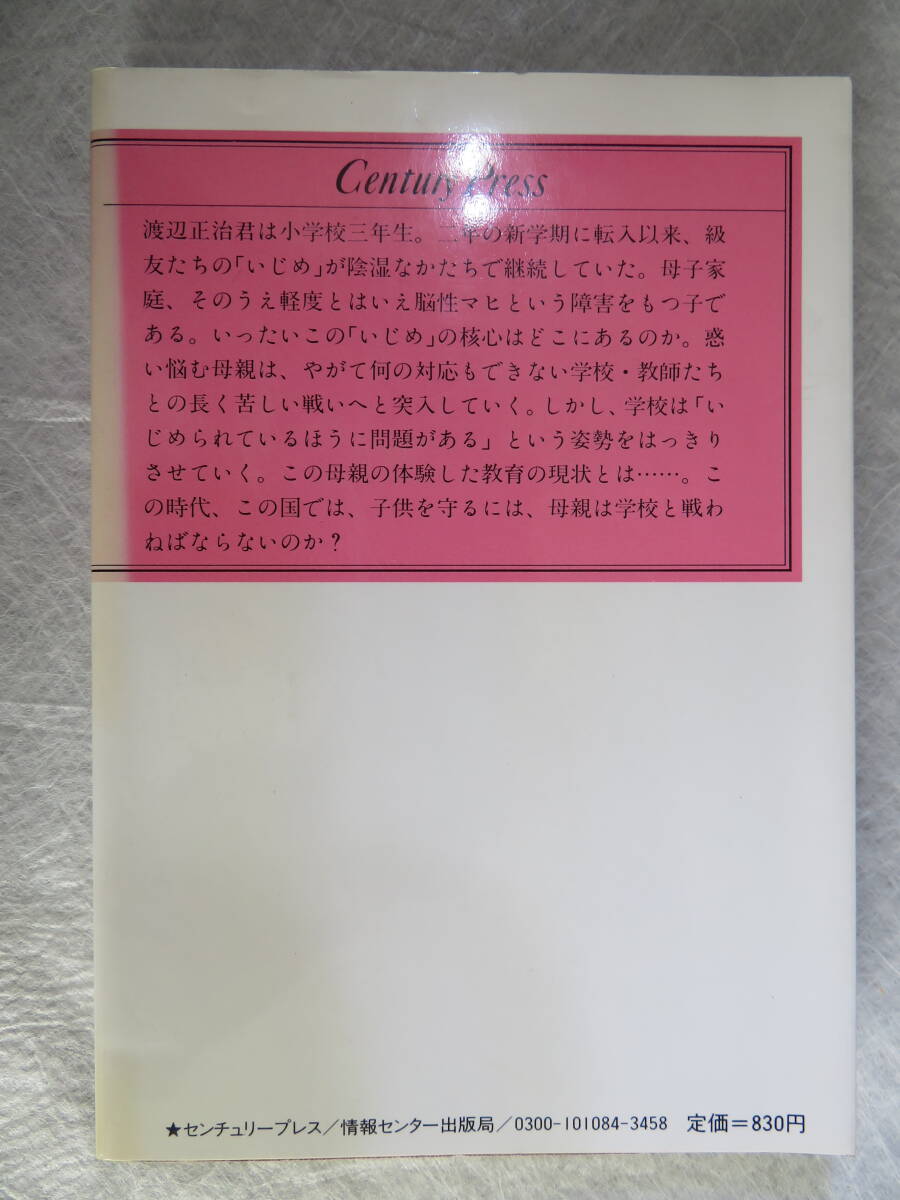 Century Press
渡辺正治君は小学校三年生。二年の新学期に転入以来、級
友たちの「いじめ」が陰湿なかたちで継続していた。母子家
庭、そのうえ軽度とはいえ脳性マヒという障害をもつ子で
ある。いったいこの「いじめ」の核心はどこにあるのか。惑
い悩む母親は、やがて何の対応もできない学校・教師たち
との長く苦しい戦いへと突入していく。しかし、学校は「い
じめられているほうに問題がある」という姿勢をはっきり
させていく。この母親の体験した教育の現状とは……。こ
の時代、この国では、子供を守るには、母親は学校と戦わ
ねばならないのか？
★センチュリープレス／情報センター出版局／0300-101084-3458 定価＝830円